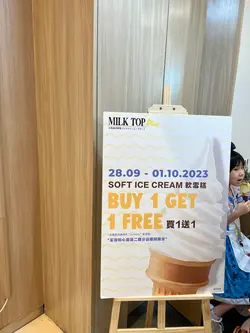 MILK TOP
28.09 - 01.10.2023
SOFT ICE CREAM 軟雪糕
BUY 1 GET
1 FREE 買1送1